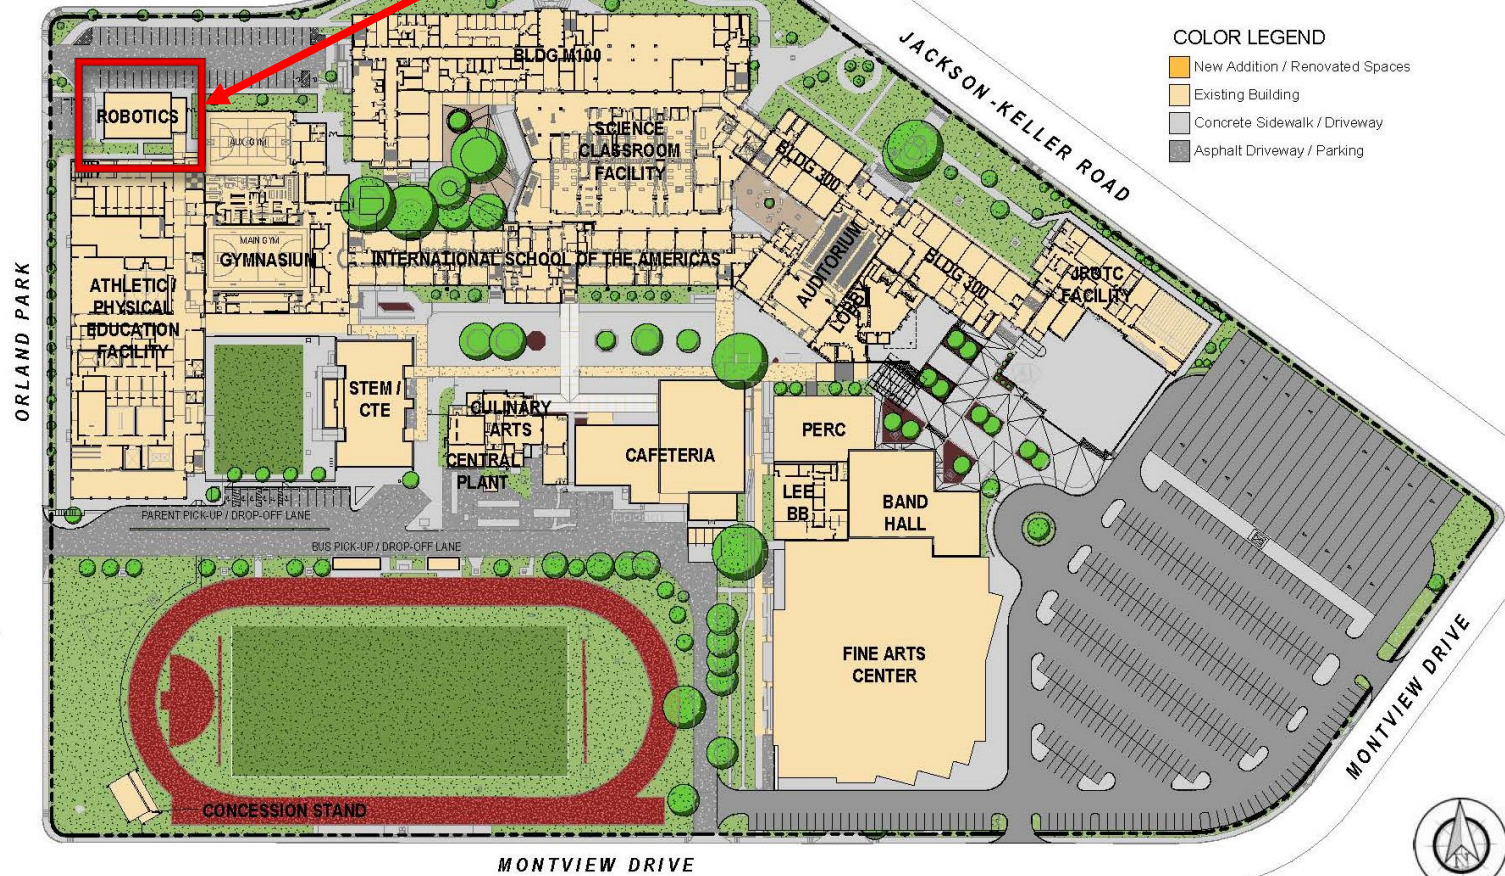 COLOR LEGEND
New Addition / Renovated Spaces
Existing Building
Concrete Sidewalk / Driveway
Asphalt Driveway / Parking
JACKSON-KELLER ROAD
BLDG M100
ROBOTICS
AUX GYM
SCIENCE
CLASSROOM
FACILITY
BLDG 300
MAIN GYM
GYMNASIUM
INTERNATIONAL SCHOOL OF THE AMERICAS
AUDITORIUM
LOBBY
BLDG 300
JROTC
FACILITY
ORLAND PARK
ATHLETIC /
PHYSICAL
EDUCATION
FACILITY
STEM /
CTE
CULINARY
ARTS
CENTRAL
PLANT
CAFETERIA
PERC
LEE
BB
BAND
HALL
PARENT PICK-UP / DROP-OFF LANE
BUS PICK-UP / DROP-OFF LANE
FINE ARTS
CENTER
CONCESSION STAND
MONTVIEW DRIVE
MONTVIEW DRIVE